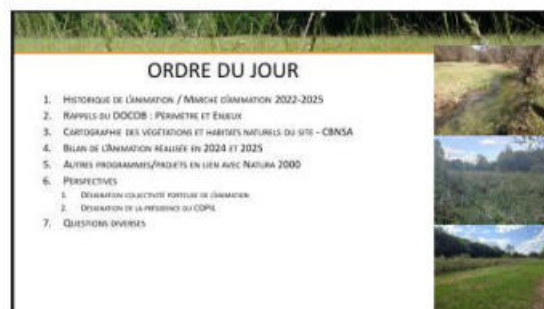 ORDRE DU JOUR
1. HISTORIQUE DE L'ANIMATION / MARCHÉ D'ANIMATION 2022-2025
2. RAPPELS DU DOCOB : PÉRIMÈTRE ET ENJEUX
3. CARTOGRAPHIE DES VÉGÉTATIONS ET HABITATS NATURELS DU SITE - CBNSA
4. BILAN DE L'ANIMATION RÉALISÉE EN 2024 ET 2025
5. AUTRES PROGRAMMES/PROJETS EN LIEN AVEC NATURA 2000
6. PERSPECTIVES
1. DÉSIGNATION COLLECTIVITÉ PORTEUSE DE L'ANIMATION
2. DÉSIGNATION DE LA PRÉSIDENCE DU COPIL
7. QUESTIONS DIVERSES